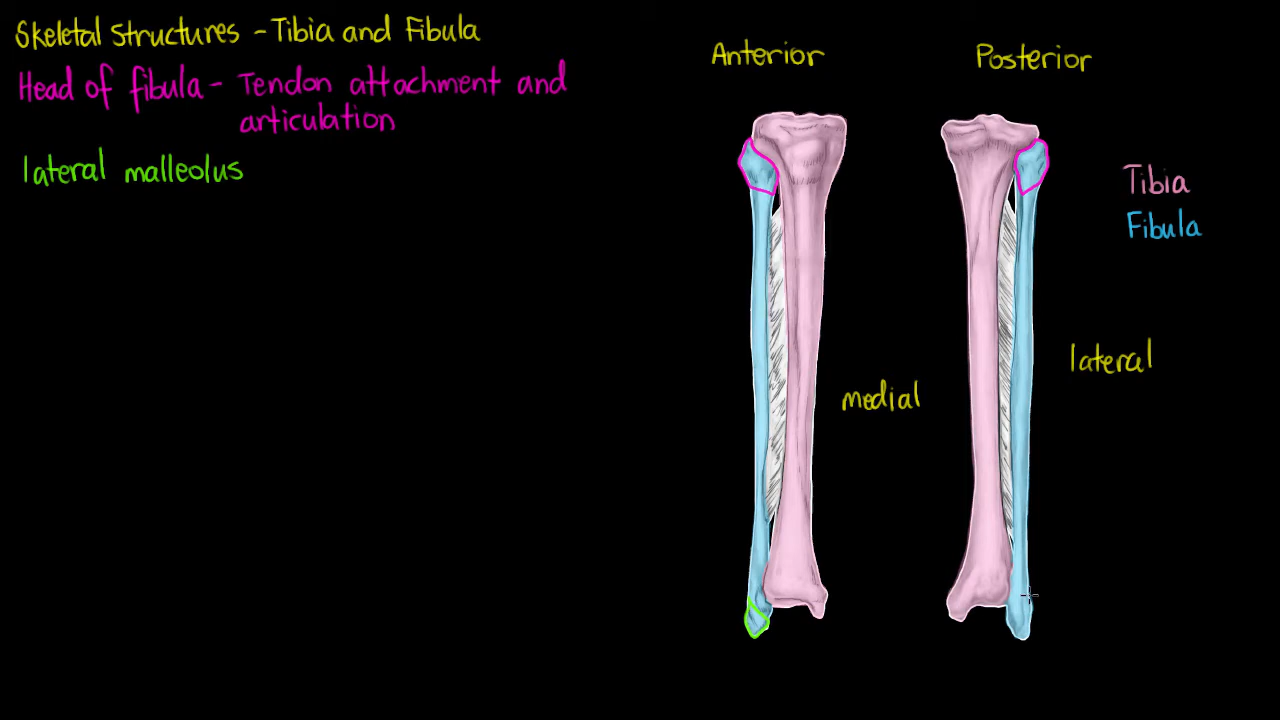 Skeletal Structures - Tibia and Fibula
Head of fibula - Tendon attachment and
articulation
lateral malleolus
Anterior
Posterior
Tibia
Fibula
lateral
medial